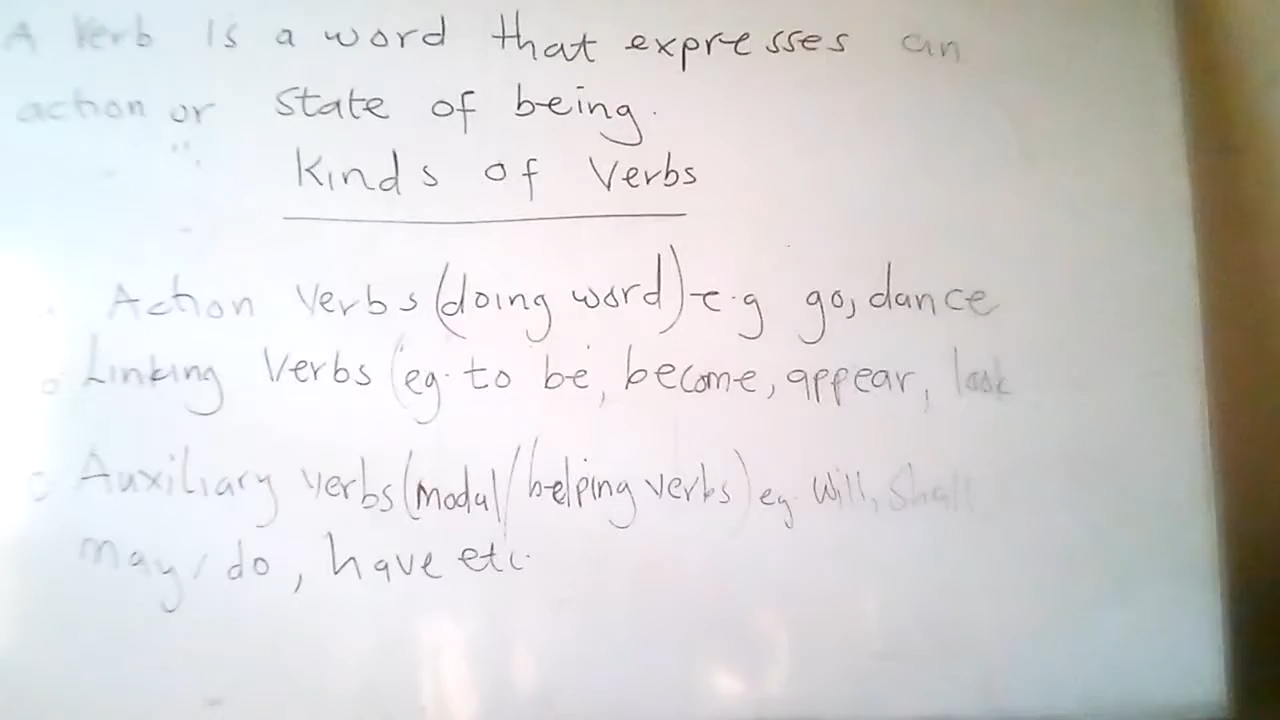 A Verb is a word that expresses an
action or state of being.
Kinds of Verbs
Action Verbs (doing word) e.g go, dance
Linking Verbs (eg. to be, become, appear, look
Auxiliary verbs (modal/helping verbs) eg. Will, Shall
may, do, have etc.